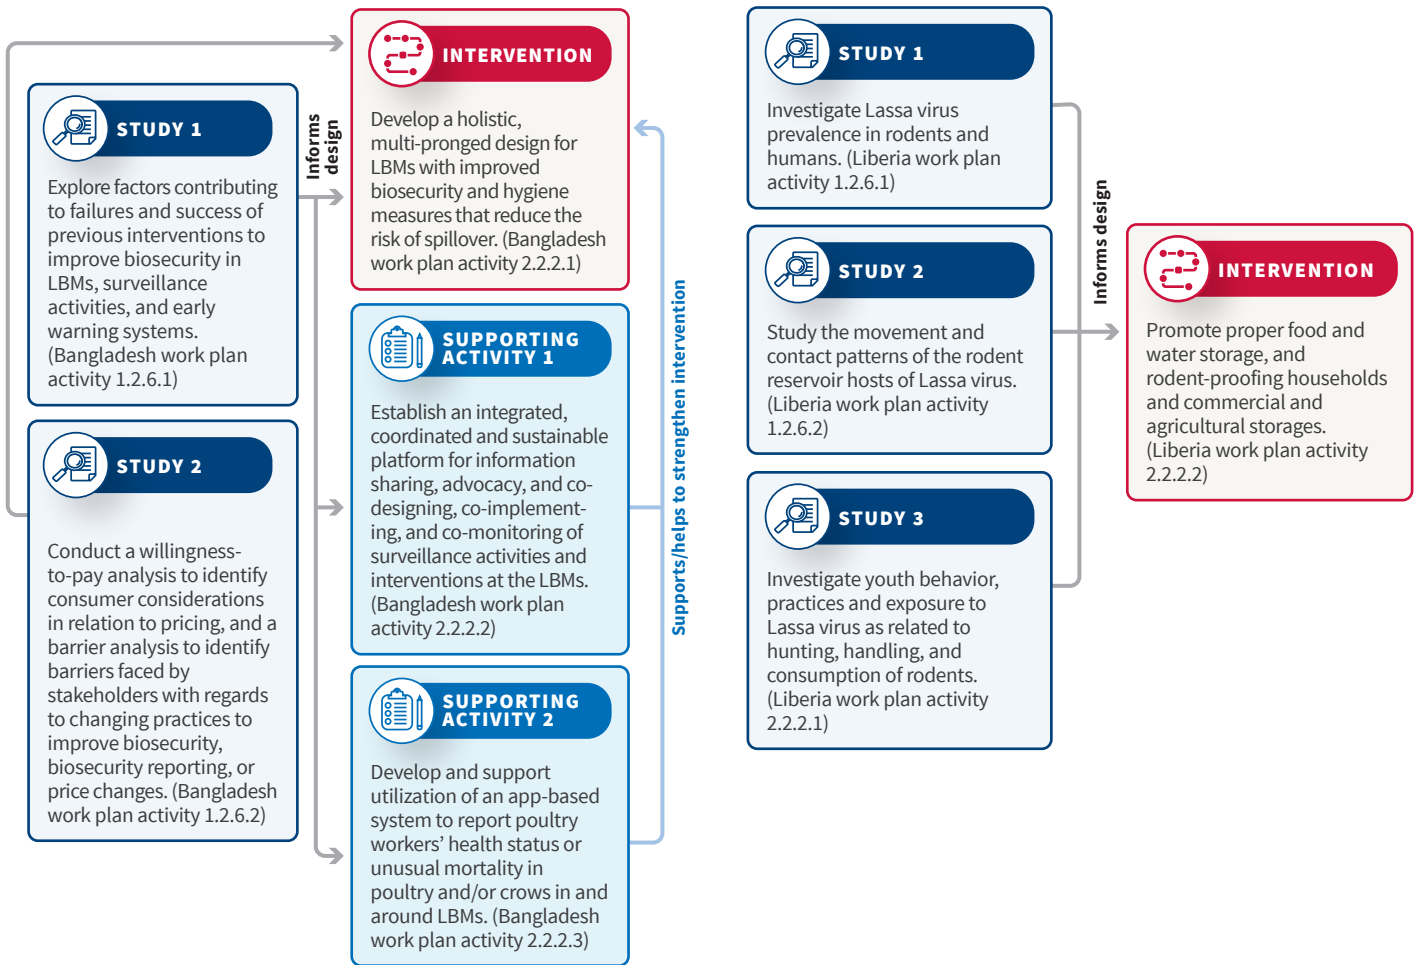 STUDY 1
Explore factors contributing
to failures and success of
previous interventions to
improve biosecurity in
LBMs, surveillance
activities, and early
warning systems.
(Bangladesh work plan
activity 1.2.6.1)
STUDY 2
Conduct a willingness-
to-pay analysis to identify
consumer considerations
in relation to pricing, and a
barrier analysis to identify
barriers faced by
stakeholders with regards
to changing practices to
improve biosecurity,
biosecurity reporting, or
price changes. (Bangladesh
work plan activity 1.2.6.2)
Informs
design
INTERVENTION
Develop a holistic,
multi-pronged design for
LBMs with improved
biosecurity and hygiene
measures that reduce the
risk of spillover. (Bangladesh
work plan activity 2.2.2.1)
SUPPORTING
ACTIVITY 1
Establish an integrated,
coordinated and sustainable
platform for information
sharing, advocacy, and co-
designing, co-implement-
ing, and co-monitoring of
surveillance activities and
interventions at the LBMs.
(Bangladesh work plan
activity 2.2.2.2)
SUPPORTING
ACTIVITY 2
Develop and support
utilization of an app-based
system to report poultry
workers’ health status or
unusual mortality in
poultry and/or crows in and
around LBMs. (Bangladesh
work plan activity 2.2.2.3)
Supports/helps to strengthen intervention
STUDY 1
Investigate Lassa virus
prevalence in rodents and
humans. (Liberia work plan
activity 1.2.6.1)
STUDY 2
Study the movement and
contact patterns of the rodent
reservoir hosts of Lassa virus.
(Liberia work plan activity
1.2.6.2)
STUDY 3
Investigate youth behavior,
practices and exposure to
Lassa virus as related to
hunting, handling, and
consumption of rodents.
(Liberia work plan activity
2.2.2.1)
Informs design
INTERVENTION
Promote proper food and
water storage, and
rodent-proofing households
and commercial and
agricultural storages.
(Liberia work plan activity
2.2.2.2)